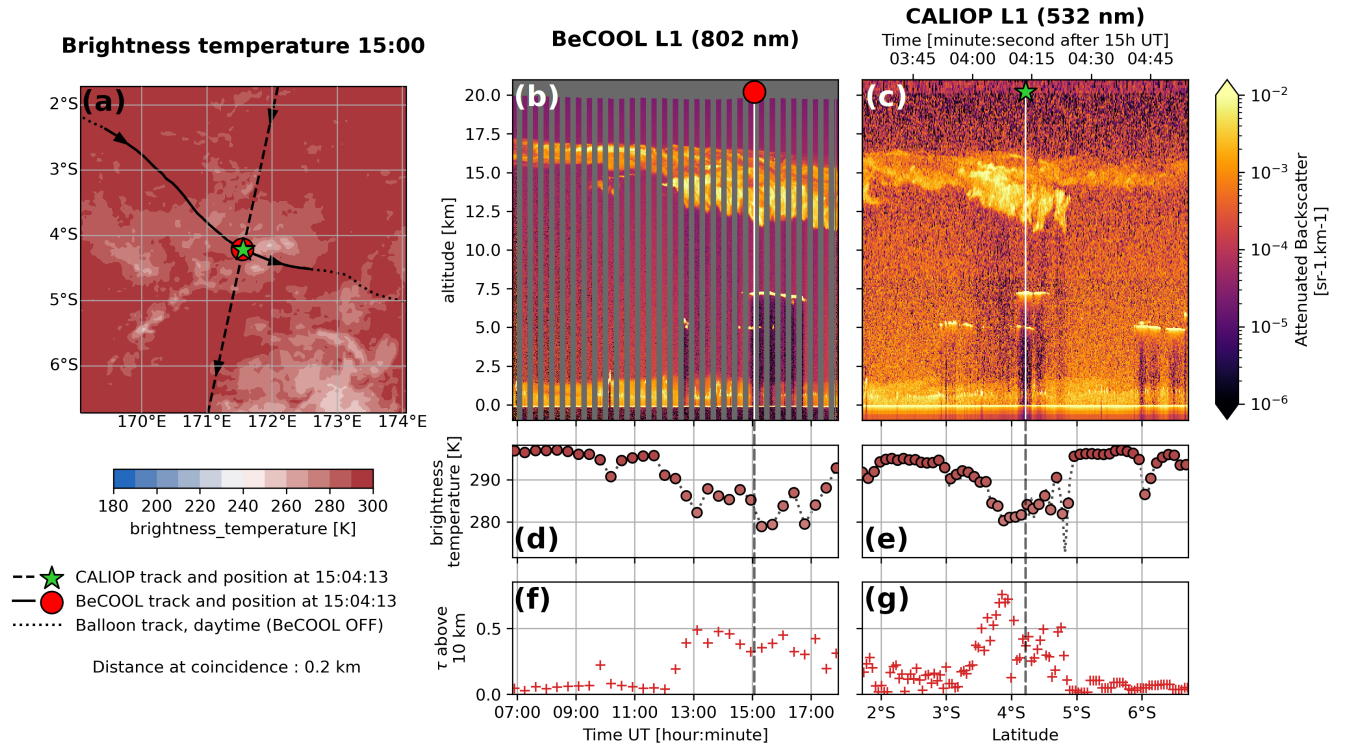 Brightness temperature 15:00
(a)
2°S
3°S
4°S
5°S
6°S
170°E
171°E
172°E
173°E
174°E
180
200
220
240
260
280
300
brightness_temperature [K]
CALIOP track and position at 15:04:13
BeCOOL track and position at 15:04:13
Balloon track, daytime (BeCOOL OFF)
Distance at coincidence : 0.2 km
BeCOOL L1 (802 nm)
(b)
altitude [km]
20.0
17.5
15.0
12.5
10.0
7.5
5.0
2.5
0.0
CALIOP L1 (532 nm)
Time [minute:second after 15h UT]
03:45
04:00
04:15
04:30
04:45
(c)
10⁻²
10⁻³
10⁻⁴
10⁻⁵
10⁻⁶
Attenuated Backscatter
[sr-1.km-1]
brightness
temperature [K]
290
280
(d)
(e)
τ above
10 km
0.5
0.0
(f)
07:00
09:00
11:00
13:00
15:00
17:00
Time UT [hour:minute]
(g)
2°S
3°S
4°S
5°S
6°S
Latitude